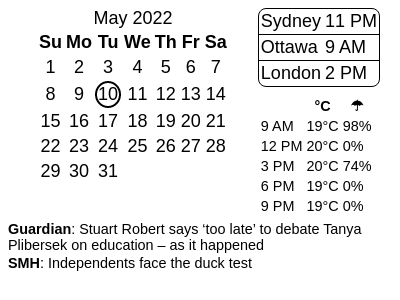 May 2022
Su Mo Tu We Th Fr Sa
1 2 3 4 5 6 7
8 9 10 11 12 13 14
15 16 17 18 19 20 21
22 23 24 25 26 27 28
29 30 31
Sydney 11 PM
Ottawa 9 AM
London 2 PM
°C ☂
9 AM 19°C 98%
12 PM 20°C 0%
3 PM 20°C 74%
6 PM 19°C 0%
9 PM 19°C 0%
Guardian: Stuart Robert says ‘too late’ to debate Tanya
Plibersek on education – as it happened
SMH: Independents face the duck test